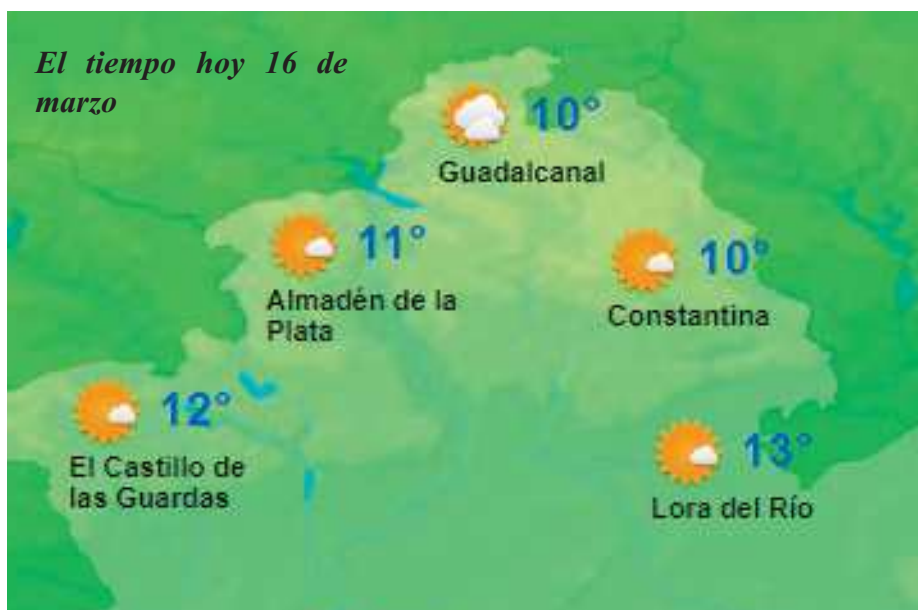 El tiempo hoy 16 de
marzo
10°
Guadalcanal
11°
Almadén de la
Plata
10°
Constantina
12°
El Castillo de
las Guardas
13°
Lora del Río